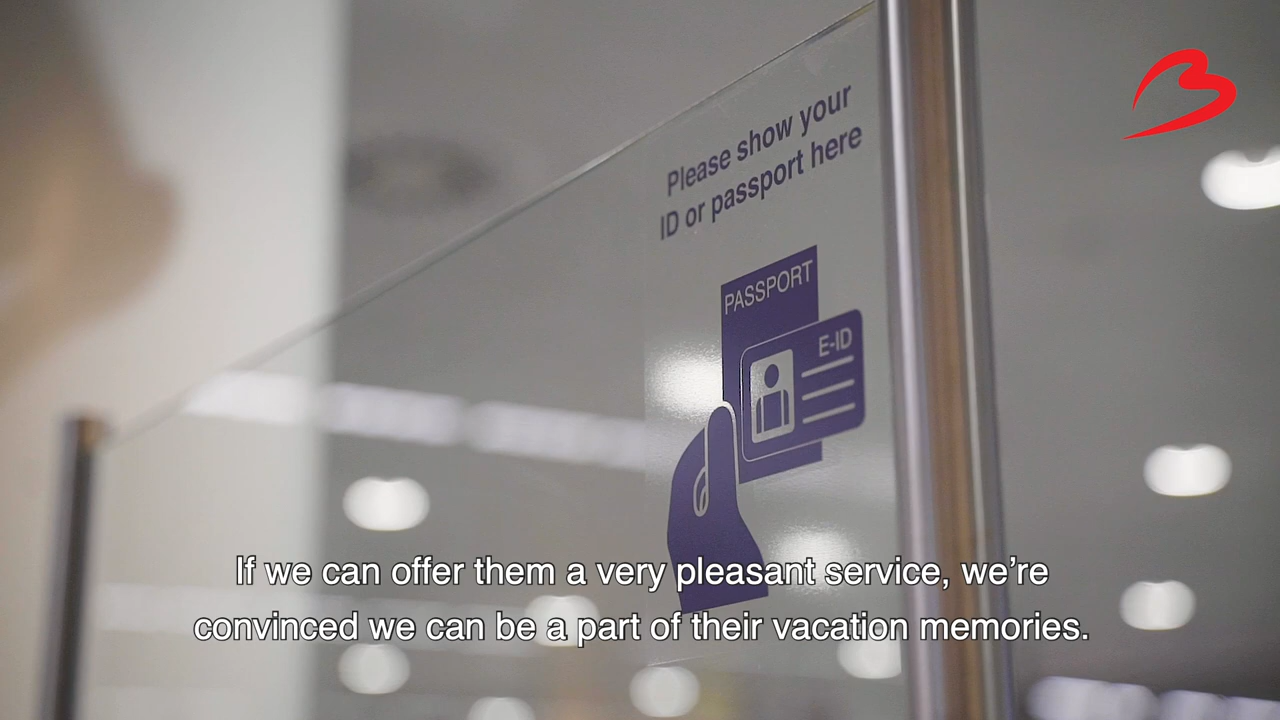 Please show your
ID or passport here
PASSPORT
E-ID
If we can offer them a very pleasant service, we’re
convinced we can be a part of their vacation memories.